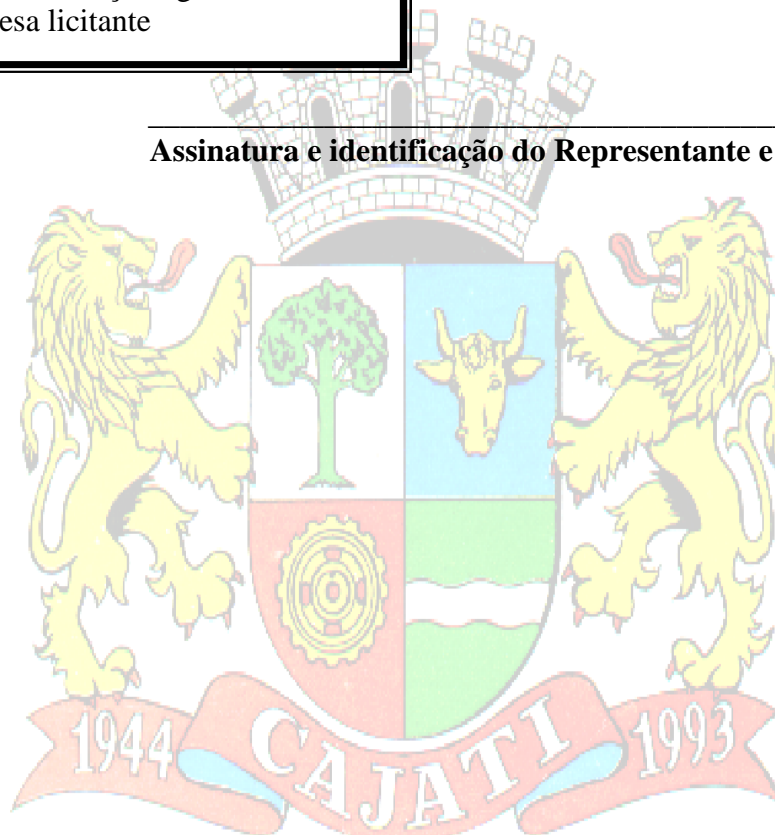 esa licitante
Assinatura e identificação do Representante e
1944 CAJATI 1993